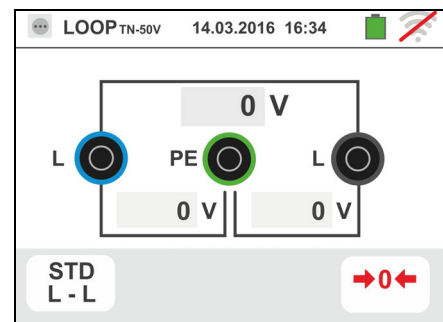 LOOP TN-50V 14.03.2016 16:34
0 V
L PE L
0 V 0 V
STD
L - L
→0←